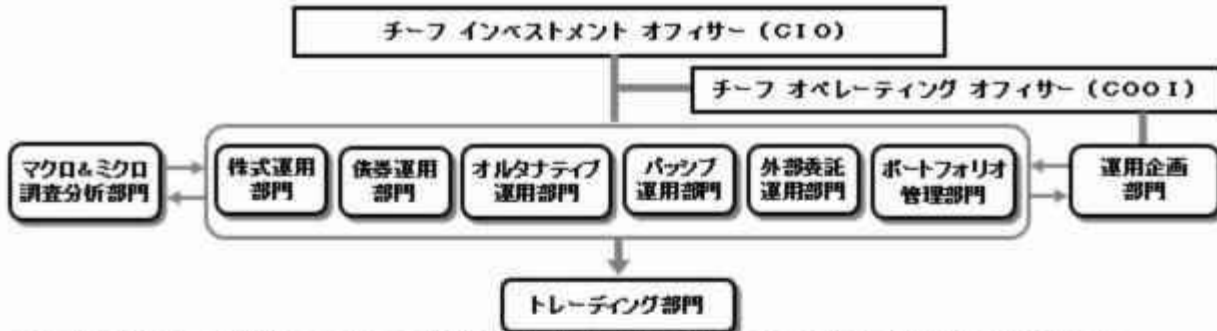 チーフ インベストメント オフィサー (CIO)
チーフ オペレーティング オフィサー (COOI)
マクロ&ミクロ
調査分析部門
株式運用
部門
債券運用
部門
オルタナティブ
運用部門
パッシブ
運用部門
外部委託
運用部門
ポートフォリオ
管理部門
運用企画
部門
トレーディング部門